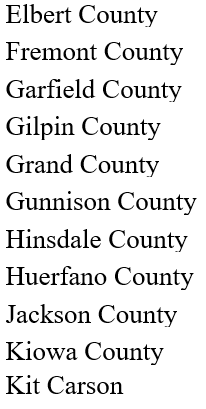 Elbert County
Fremont County
Garfield County
Gilpin County
Grand County
Gunnison County
Hinsdale County
Huerfano County
Jackson County
Kiowa County
Kit Carson